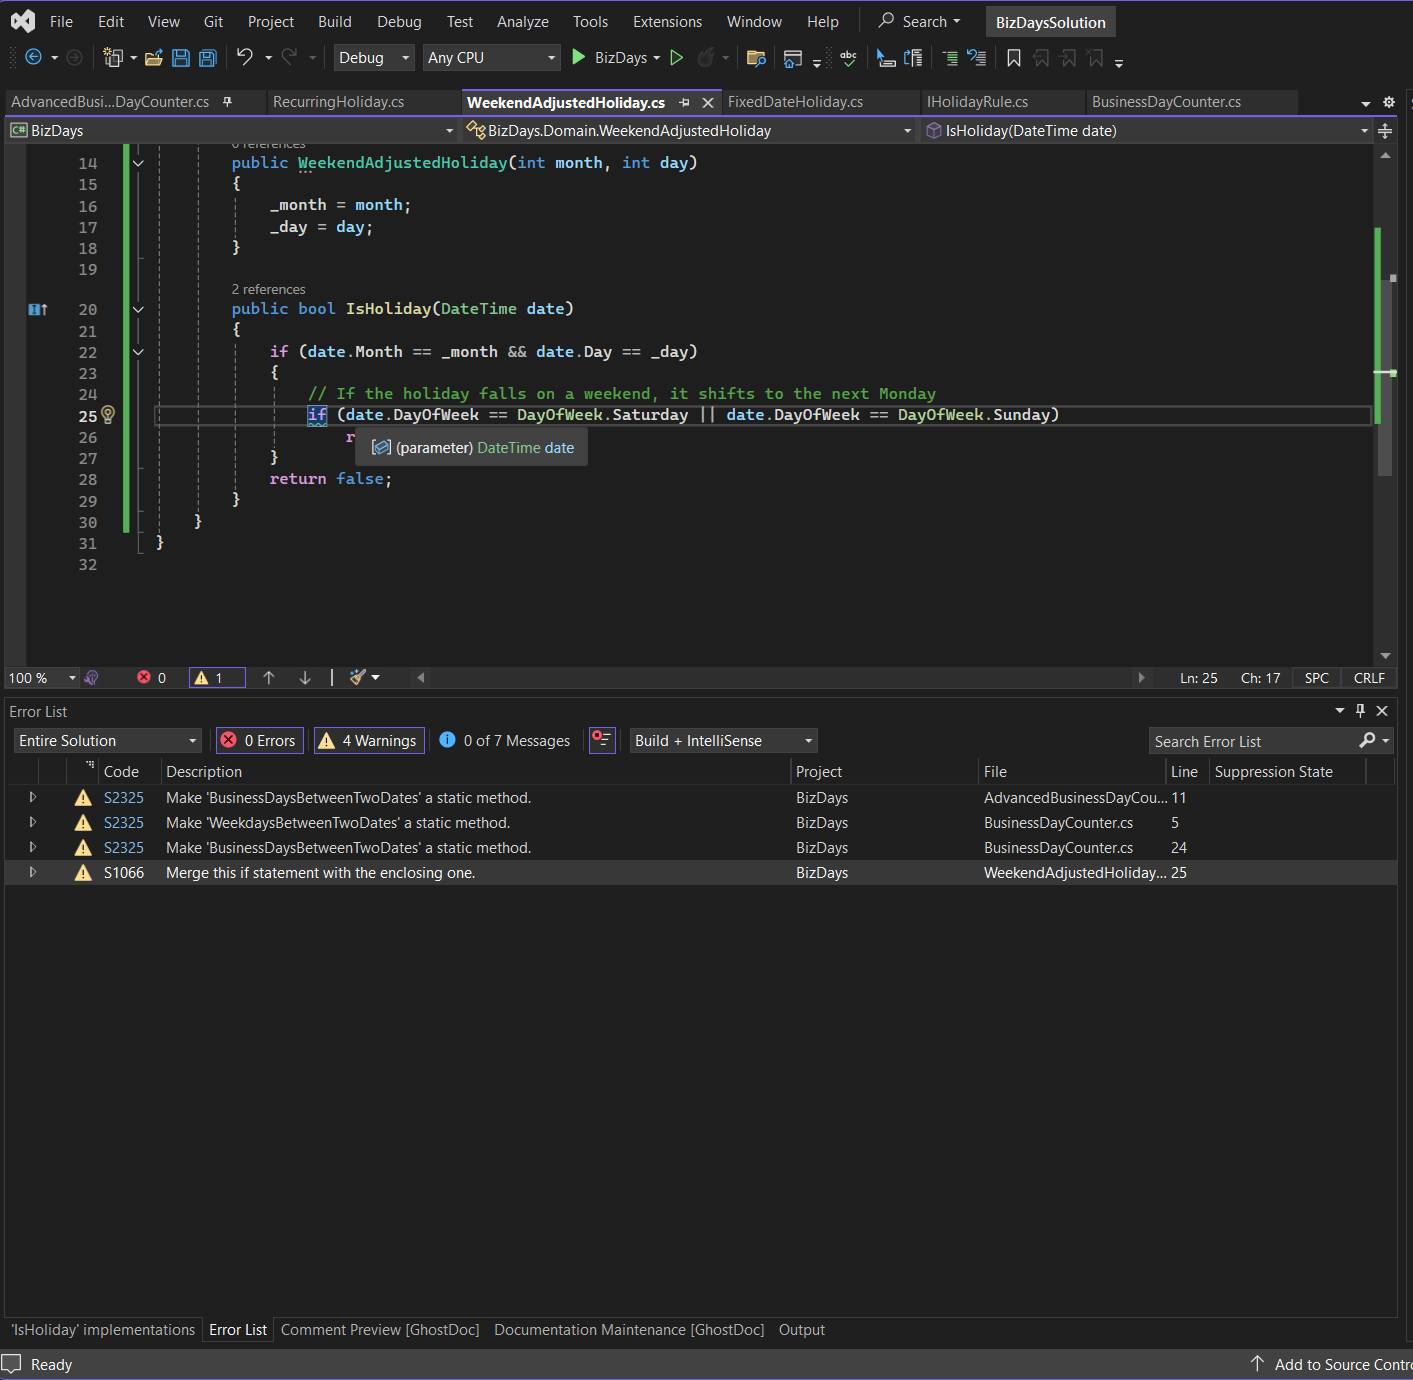 File Edit View Git Project Build Debug Test Analyze Tools Extensions Window Help Search BizDaysSolution
Debug Any CPU BizDays abc
AdvancedBusi...DayCounter.cs RecurringHoliday.cs WeekendAdjustedHoliday.cs FixedDateHoliday.cs IHolidayRule.cs BusinessDayCounter.cs
C# BizDays BizDays.Domain.WeekendAdjustedHoliday IsHoliday(DateTime date)
0 references
14 public WeekendAdjustedHoliday(int month, int day)
15 {
16 _month = month;
17 _day = day;
18 }
19
2 references
20 public bool IsHoliday(DateTime date)
21 {
22 if (date.Month == _month && date.Day == _day)
23 {
24 // If the holiday falls on a weekend, it shifts to the next Monday
25 if (date.DayOfWeek == DayOfWeek.Saturday || date.DayOfWeek == DayOfWeek.Sunday)
26 r
(parameter) DateTime date
27 }
28 return false;
29 }
30 }
31 }
32
100 % 0 1 Ln: 25 Ch: 17 SPC CRLF
Error List
Entire Solution 0 Errors 4 Warnings 0 of 7 Messages Build + IntelliSense Search Error List
Code Description Project File Line Suppression State
S2325 Make 'BusinessDaysBetweenTwoDates' a static method. BizDays AdvancedBusinessDayCou... 11
S2325 Make 'WeekdaysBetweenTwoDates' a static method. BizDays BusinessDayCounter.cs 5
S2325 Make 'BusinessDaysBetweenTwoDates' a static method. BizDays BusinessDayCounter.cs 24
S1066 Merge this if statement with the enclosing one. BizDays WeekendAdjustedHoliday... 25
'IsHoliday' implementations Error List Comment Preview [GhostDoc] Documentation Maintenance [GhostDoc] Output
Ready Add to Source Contro